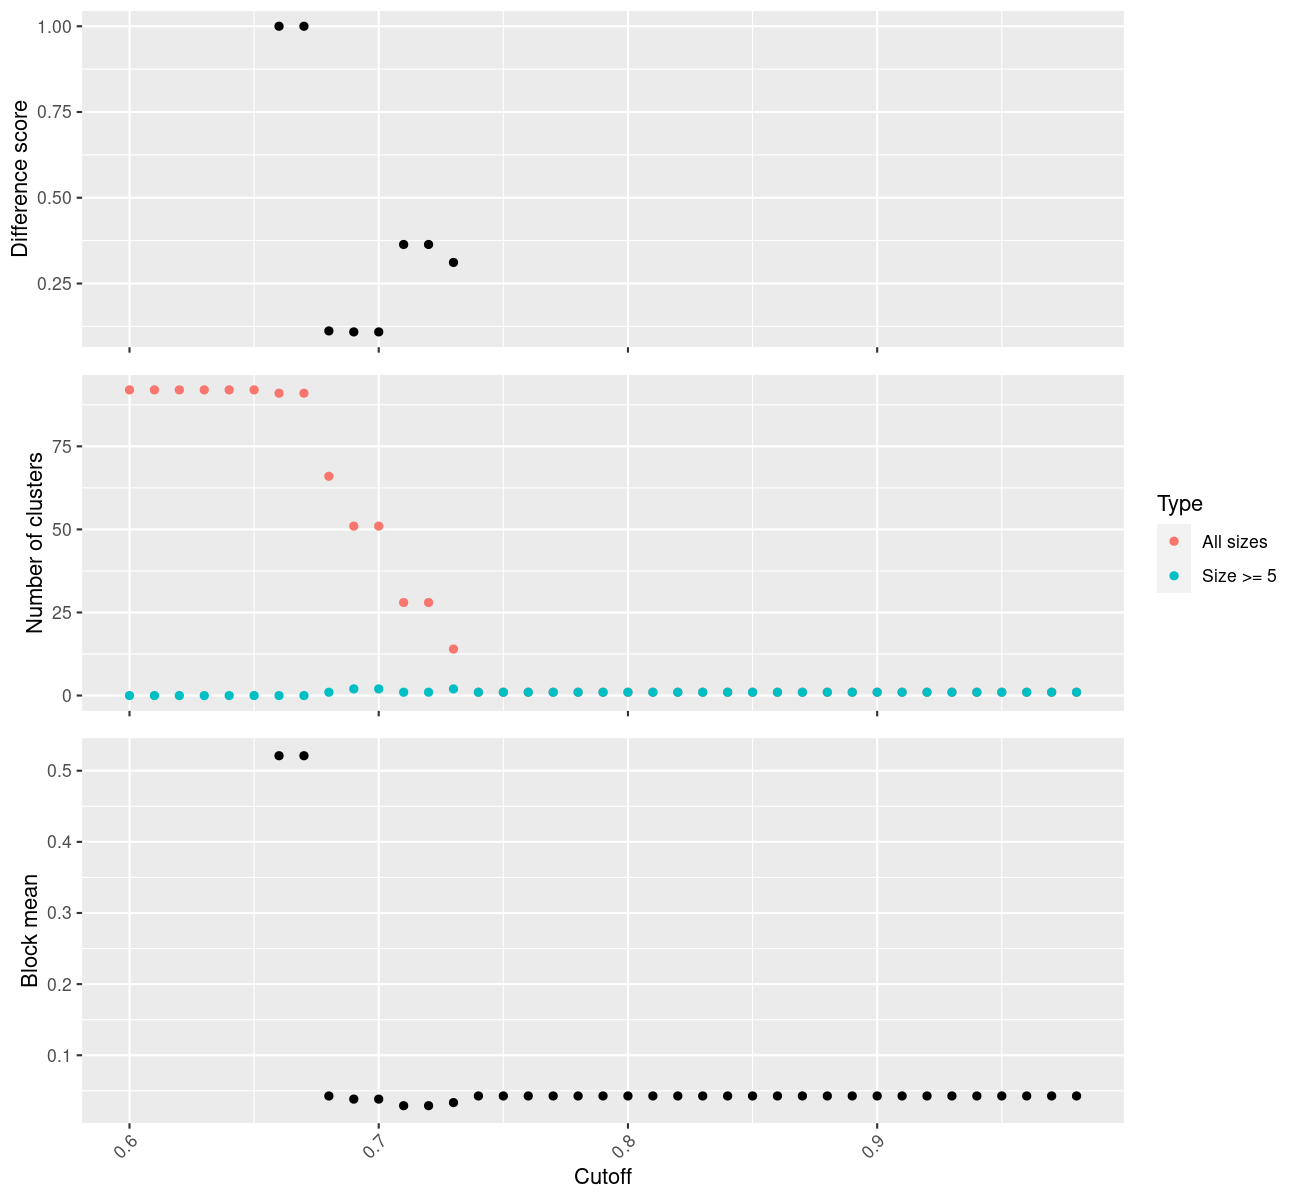 1.00
0.75
0.50
0.25
Difference score
75
50
25
0
Number of clusters
Type
All sizes
Size >= 5
0.5
0.4
0.3
0.2
0.1
Block mean
0.6 0.7 0.8 0.9
Cutoff